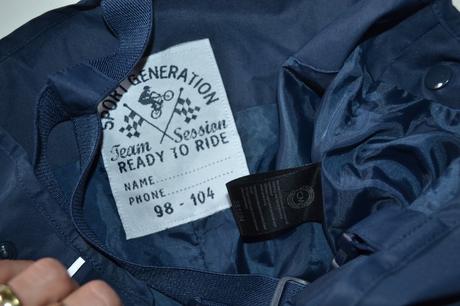 SPORT GENERATION
Team Session
READY TO RIDE
NAME
PHONE
98 - 104